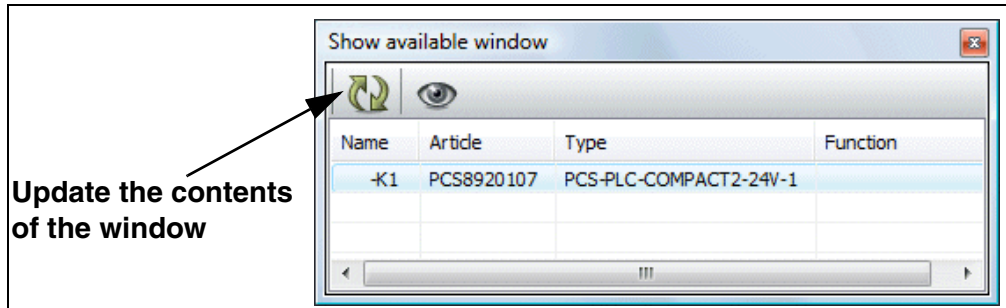 Show available window
Name Article Type Function
-K1 PCS8920107 PCS-PLC-COMPACT2-24V-1
Update the contents
of the window